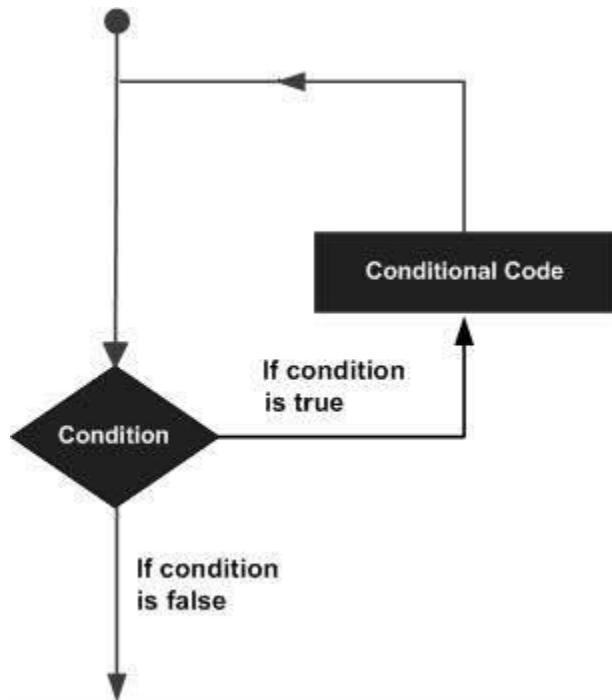 Conditional Code
If condition
is true
Condition
If condition
is false